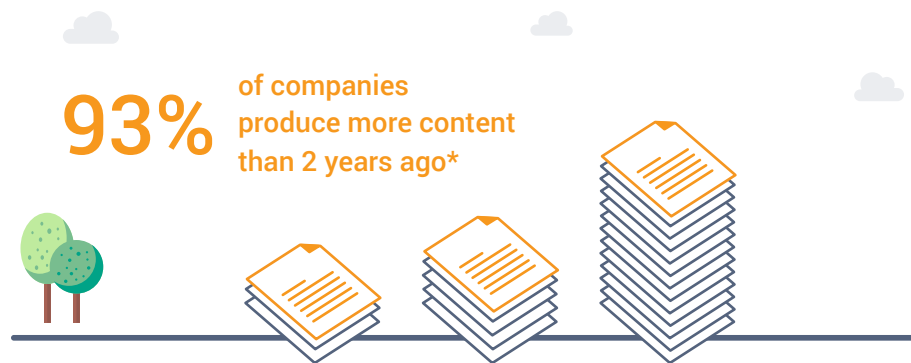 93%
of companies
produce more content
than 2 years ago*